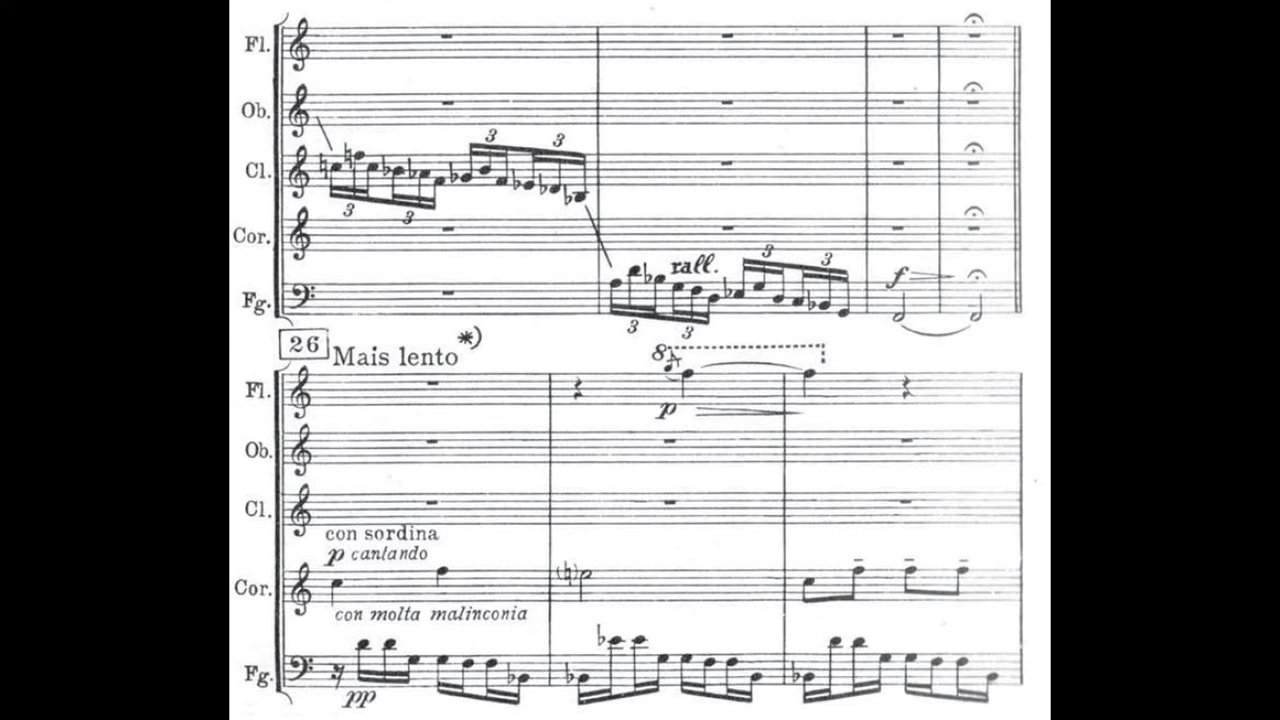 Fl.
Ob.
Cl.
3 3
3 3
Cor.
rall. 3 3
f
Fg.
3 3
26 Mais lento *)
8
Fl.
p
Ob.
Cl.
con sordina
p cantando
Cor.
con molta malinconia
Fg.
pp